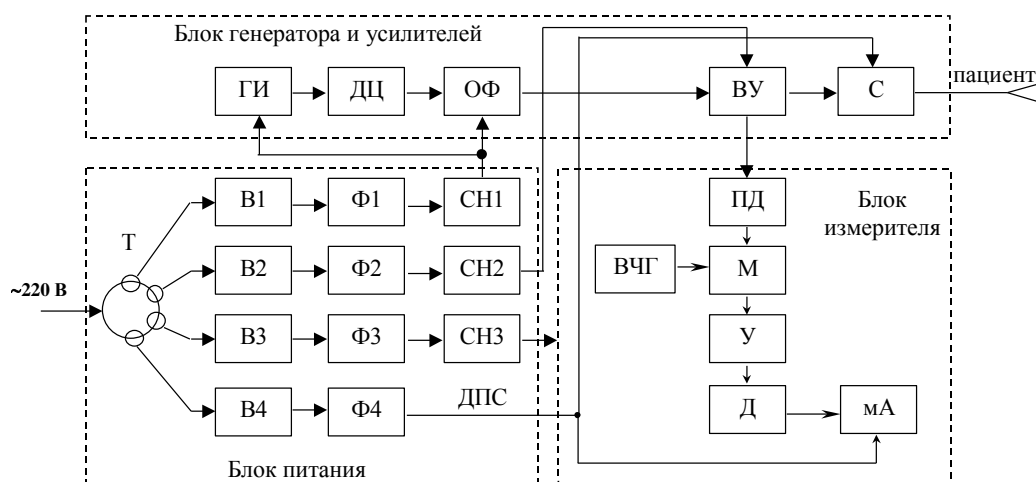 Блок генератора и усилителей
пациент
ГИ ДЦ ОФ ВУ С
В1 Ф1 СН1 ПД Блок
измерителя
Т
В2 Ф2 СН2 ВЧГ М
~220 В
В3 Ф3 СН3 У
В4 Ф4 ДПС Д мА
Блок питания